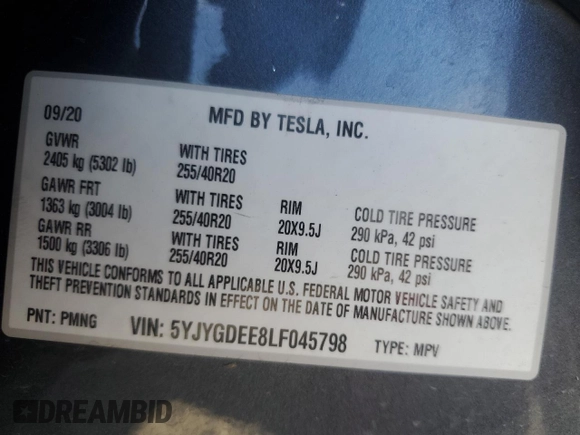 09/20 MFD BY TESLA, INC.
GVWR
2405 kg (5302 lb) WITH TIRES 255/40R20
GAWR FRT
1363 kg (3004 lb) WITH TIRES 255/40R20 RIM 20X9.5J COLD TIRE PRESSURE 290 kPa, 42 psi
GAWR RR
1500 kg (3306 lb) WITH TIRES 255/40R20 RIM 20X9.5J COLD TIRE PRESSURE 290 kPa, 42 psi
THIS VEHICLE CONFORMS TO ALL APPLICABLE U.S. FEDERAL MOTOR VEHICLE SAFETY AND
THEFT PREVENTION STANDARDS IN EFFECT ON THE DATE OF MANUFACTURE SHOWN ABOVE.
PNT: PMNG VIN: 5YJYGDEE8LF045798 TYPE: MPV
DREAMBID